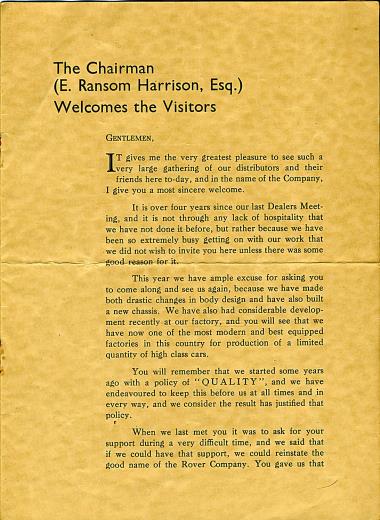 The Chairman
(E. Ransom Harrison, Esq.)
Welcomes the Visitors
GENTLEMEN,
IT gives me the very greatest pleasure to see such a
very large gathering of our distributors and their
friends here to-day, and in the name of the Company,
I give you a most sincere welcome.
It is over four years since our last Dealers Meet-
ing, and it is not through any lack of hospitality that
we have not done it before, but rather because we have
been so extremely busy getting on with our work that
we did not wish to invite you here unless there was some
good reason for it.
This year we have ample excuse for asking you
to come along and see us again, because we have made
both drastic changes in body design and have also built
a new chassis. We have also had considerable develop-
ment recently at our factory, and you will see that we
have now one of the most modern and best equipped
factories in this country for production of a limited
quantity of high class cars.
You will remember that we started some years
ago with a policy of "QUALITY", and we have
endeavoured to keep this before us at all times and in
every way, and we consider the result has justified that
policy.
When we last met you it was to ask for your
support during a very difficult time, and we said that
if we could have that support, we could reinstate the
good name of the Rover Company. You gave us that